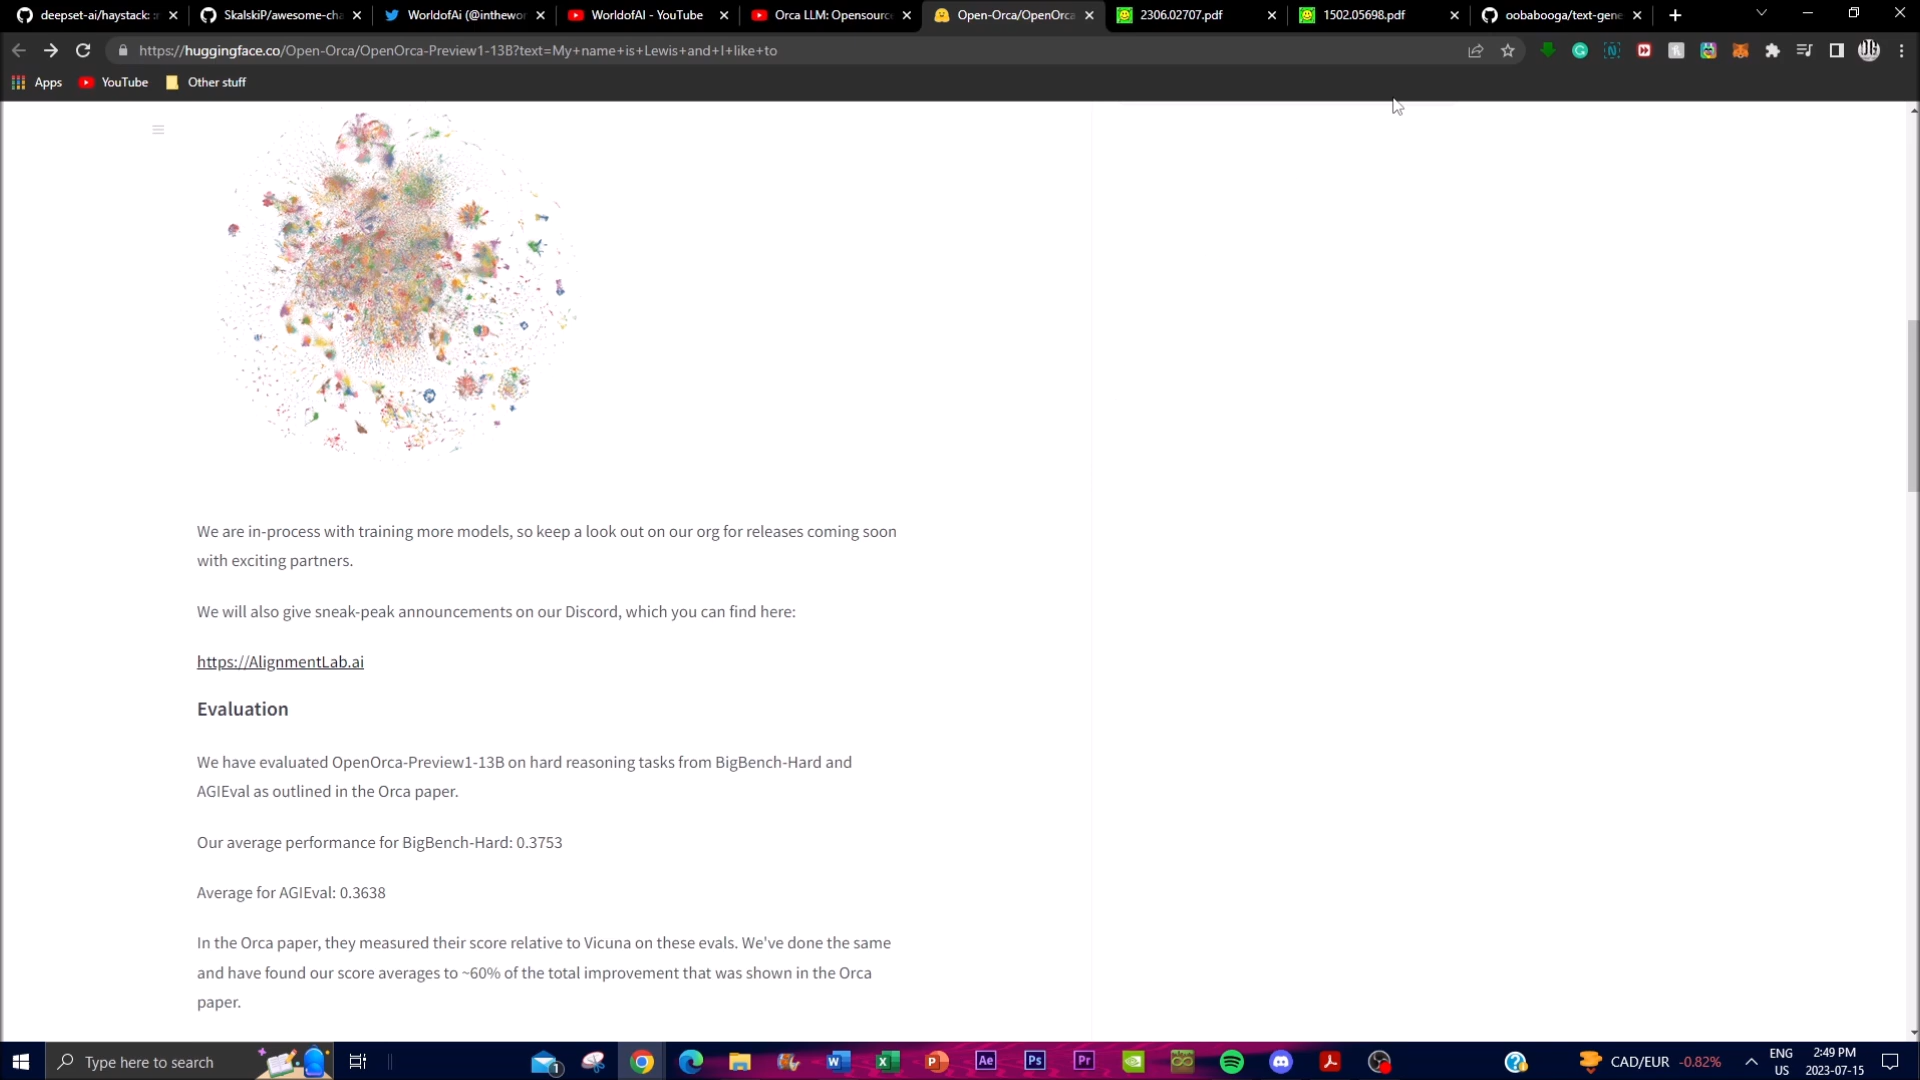 deepset-ai/haystack: :
SkalskiP/awesome-cha
WorldofAi (@inthewor
WorldofAI - YouTube
Orca LLM: Opensourc
Open-Orca/OpenOrca
2306.02707.pdf
1502.05698.pdf
oobabooga/text-gene
https://huggingface.co/Open-Orca/OpenOrca-Preview1-13B?text=My+name+is+Lewis+and+I+like+to
Apps
YouTube
Other stuff
We are in-process with training more models, so keep a look out on our org for releases coming soon
with exciting partners.
We will also give sneak-peak announcements on our Discord, which you can find here:
https://AlignmentLab.ai
Evaluation
We have evaluated OpenOrca-Preview1-13B on hard reasoning tasks from BigBench-Hard and
AGIEval as outlined in the Orca paper.
Our average performance for BigBench-Hard: 0.3753
Average for AGIEval: 0.3638
In the Orca paper, they measured their score relative to Vicuna on these evals. We've done the same
and have found our score averages to ~60% of the total improvement that was shown in the Orca
paper.
Type here to search
1
Ae
Ps
Pr
CAD/EUR -0.82%
ENG
US
2:49 PM
2023-07-15